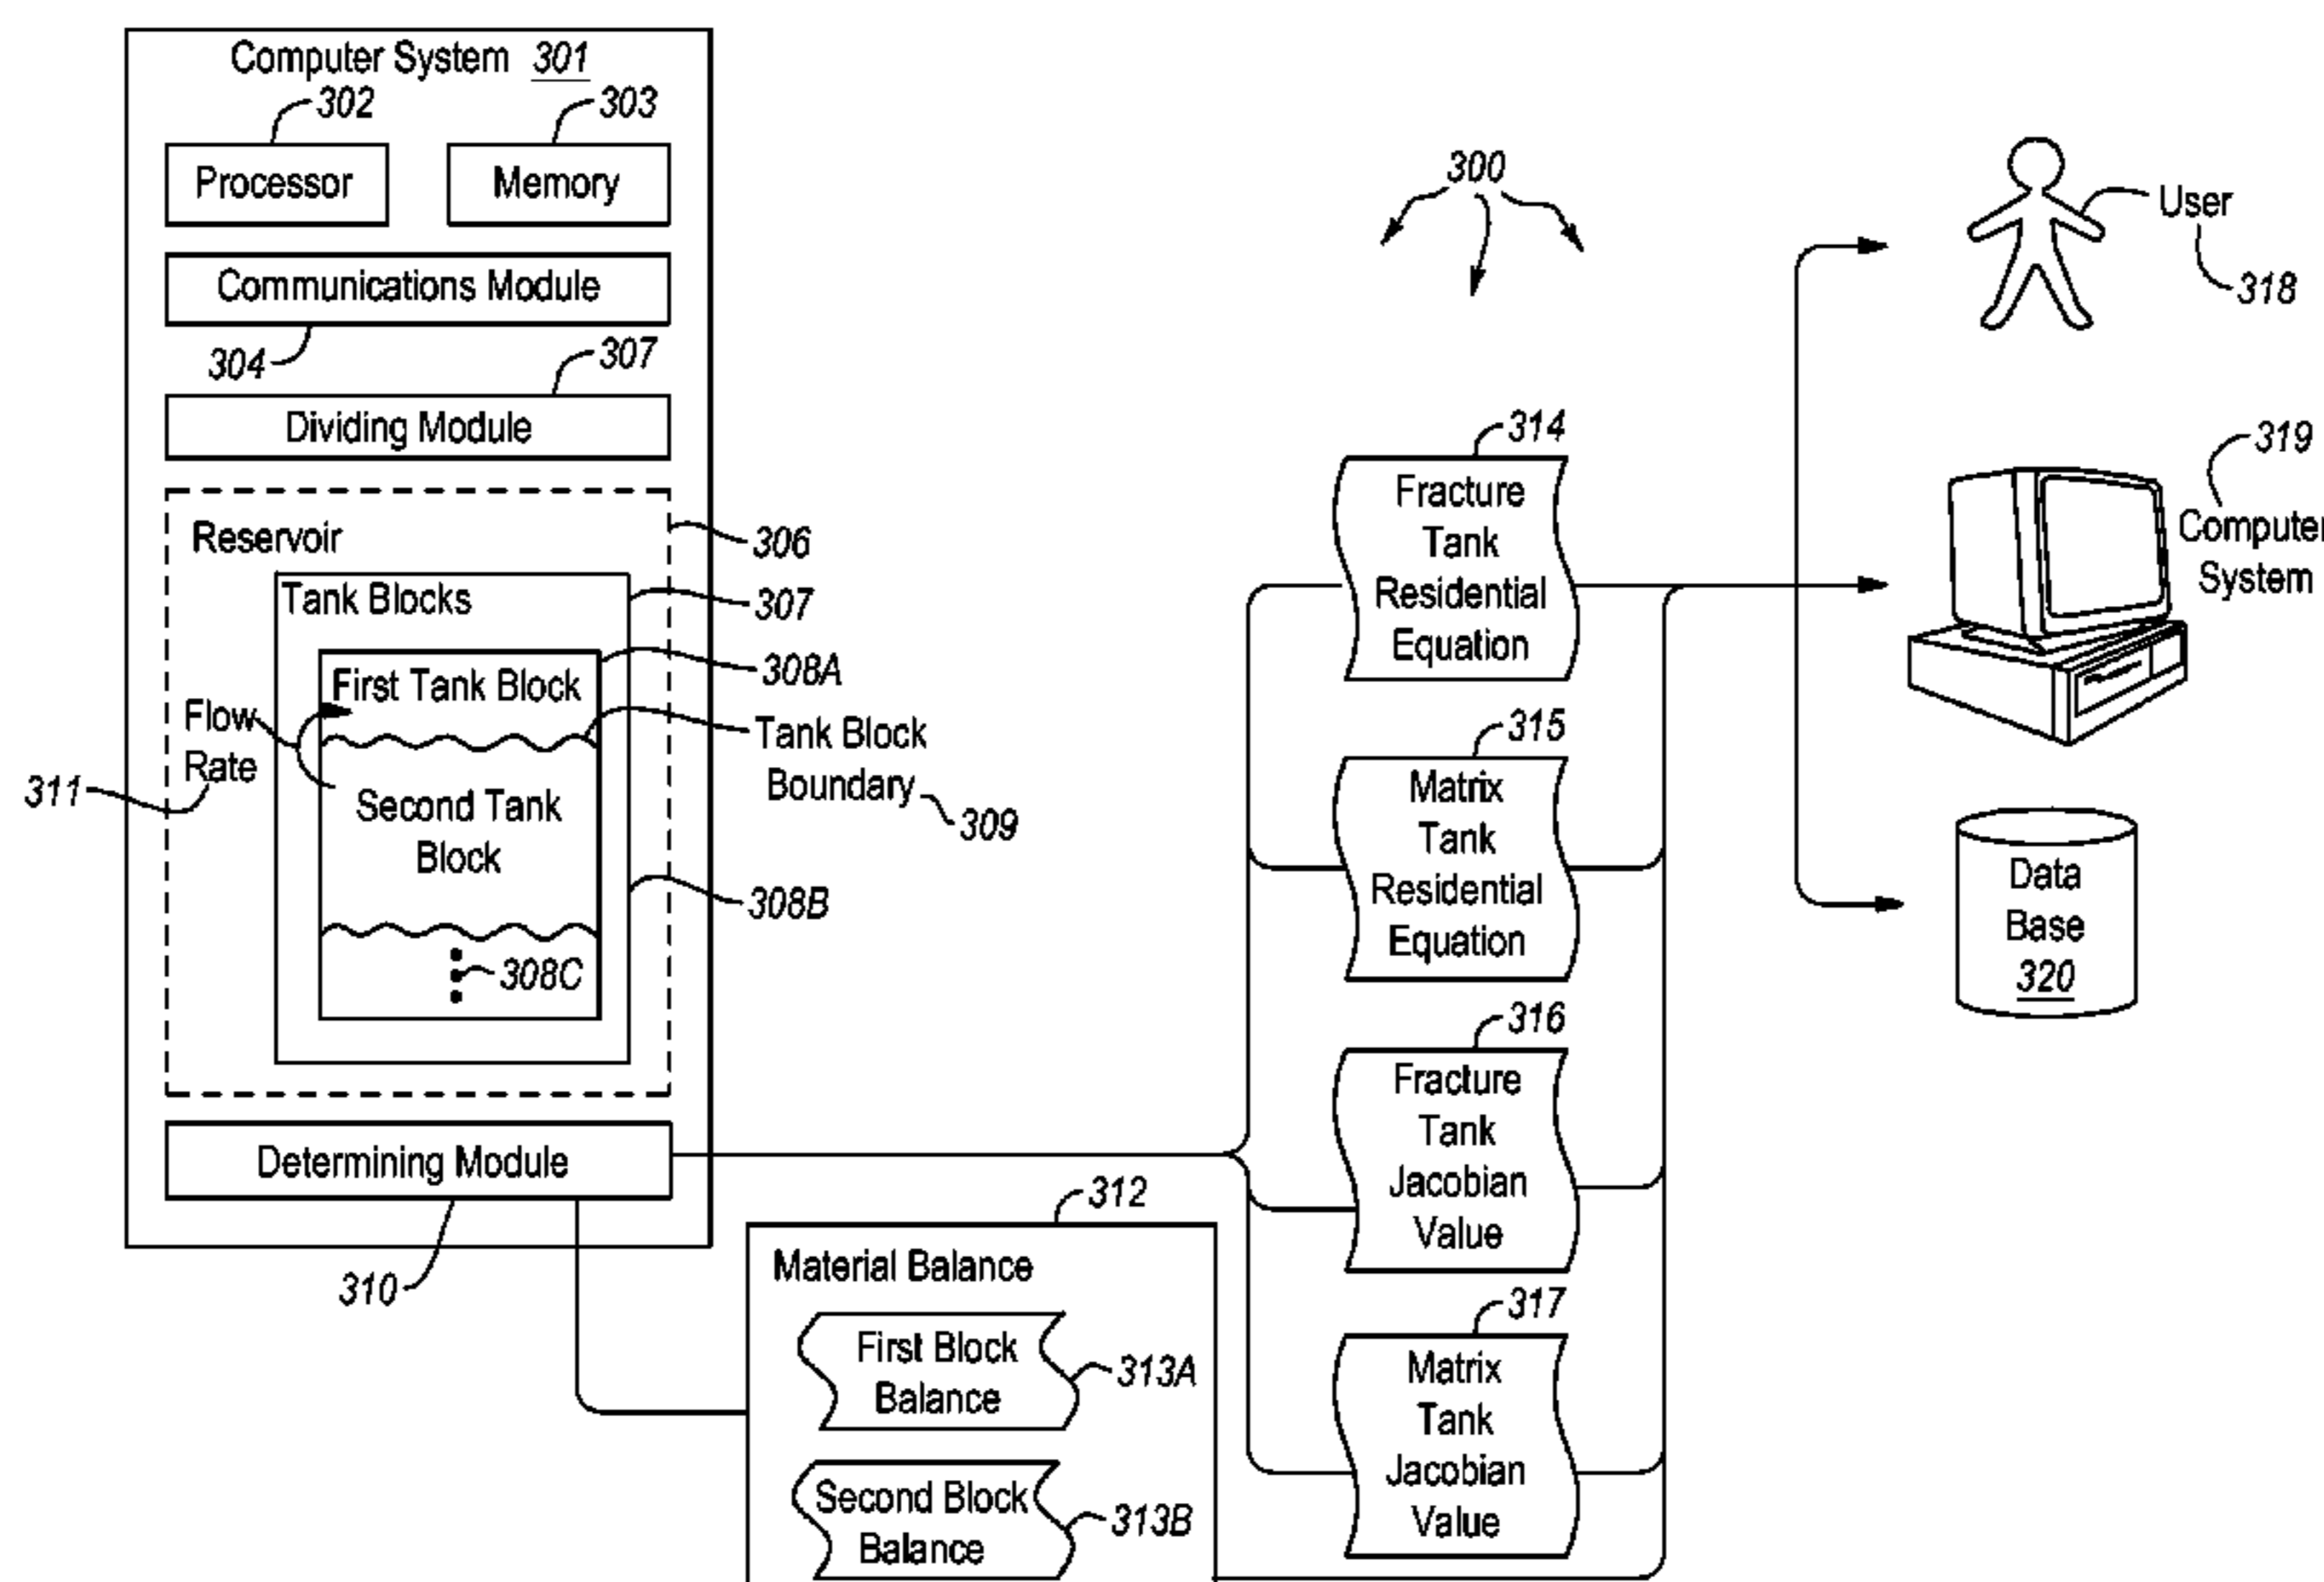 Computer System 301
302
303
Processor
Memory
Communications Module
304
307
Dividing Module
Reservoir
306
Tank Blocks
307
First Tank Block
308A
Flow
Rate
311
Tank Block
Boundary
309
Second Tank
Block
308B
308C
Determining Module
310
312
Material Balance
First Block
Balance
313A
Second Block
Balance
313B
300
314
Fracture
Tank
Residential
Equation
315
Matrix
Tank
Residential
Equation
316
Fracture
Tank
Jacobian
Value
317
Matrix
Tank
Jacobian
Value
User
318
319
Computer
System
Data
Base
320